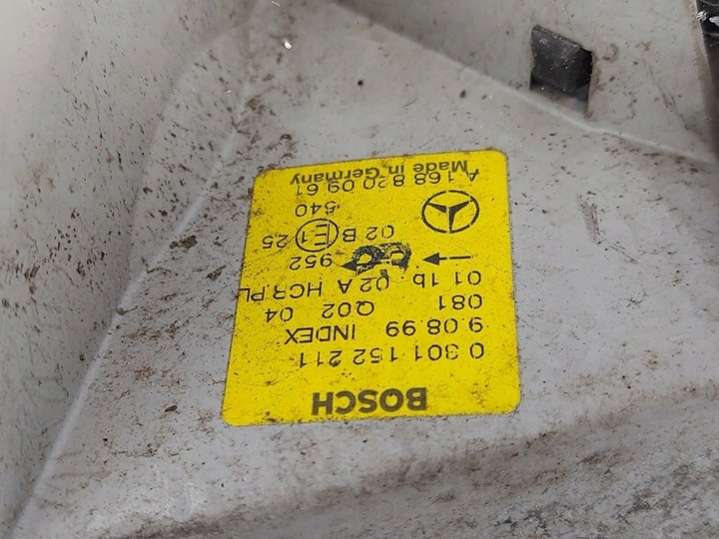 BOSCH
0 301 152 211
9.08.99 INDEX
081 Q02 04
01 1b 02 A HCR PL
952
02 B E1 25
540
A 168 820 09 61
Made in Germany